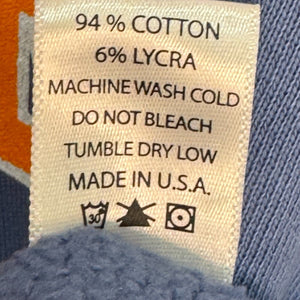 94 % COTTON
6% LYCRA
MACHINE WASH COLD
DO NOT BLEACH
TUMBLE DRY LOW
MADE IN U.S.A.
30°